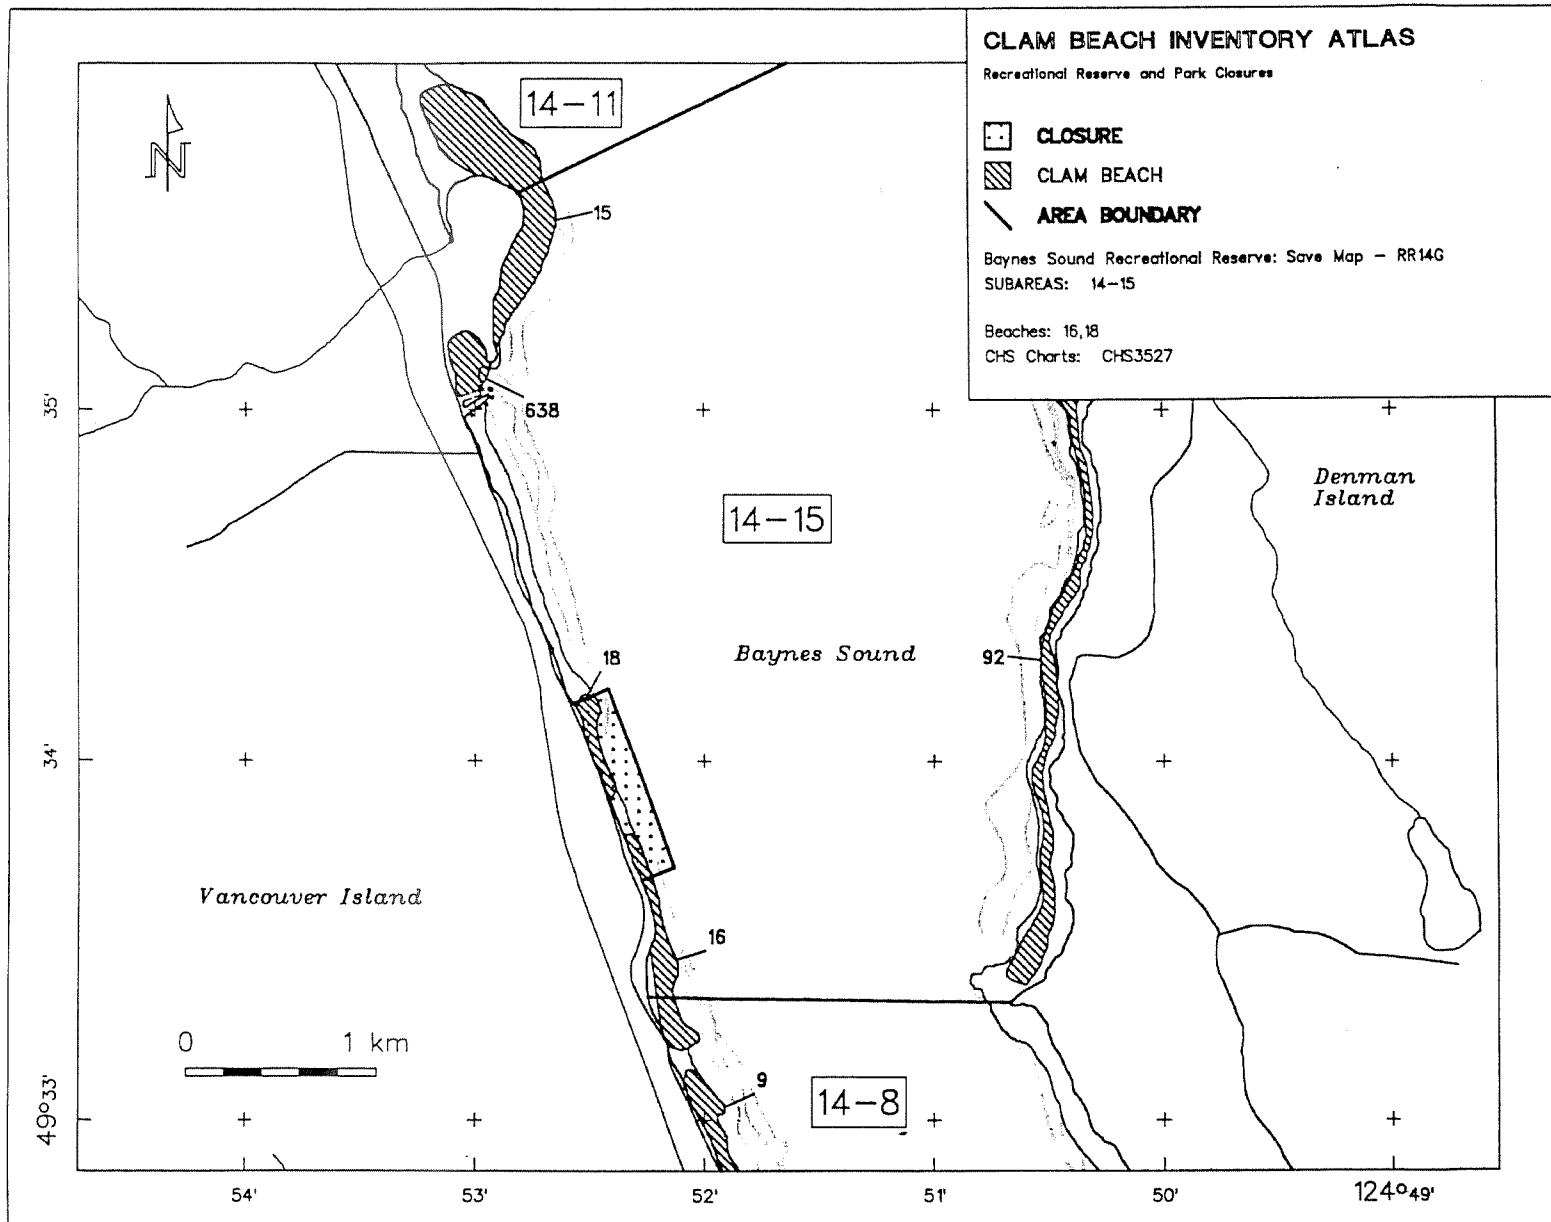 CLAM BEACH INVENTORY ATLAS
Recreational Reserve and Park Closures
CLOSURE
CLAM BEACH
AREA BOUNDARY
Baynes Sound Recreational Reserve: Save Map - RR14G
SUBAREAS: 14-15
Beaches: 16,18
CHS Charts: CHS3527
14-11
N
15
638
35'
Denman
Island
14-15
18
Baynes Sound
92
34'
Vancouver Island
16
0 1 km
9
14-8
49°33'
54' 53' 52' 51' 50' 124°49'